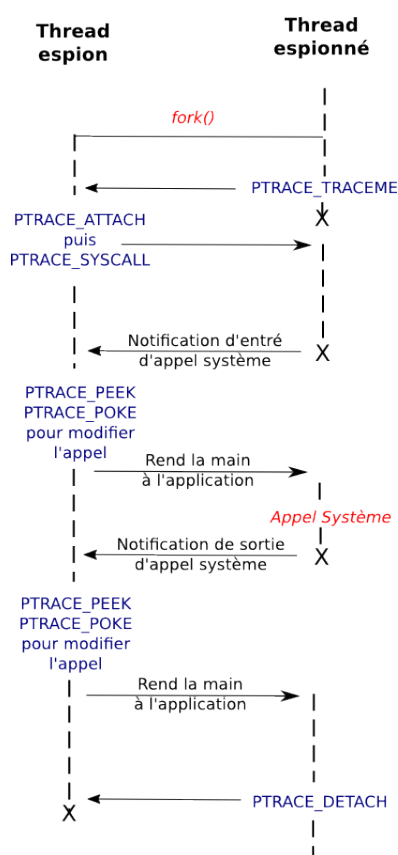 Thread
espion
Thread
espionné
fork()
PTRACE_TRACEME
X
PTRACE_ATTACH
puis
PTRACE_SYSCALL
Notification d'entré
d'appel système
X
PTRACE_PEEK
PTRACE_POKE
pour modifier
l'appel
Rend la main
à l'application
Appel Système
Notification de sortie
d'appel système
X
PTRACE_PEEK
PTRACE_POKE
pour modifier
l'appel
Rend la main
à l'application
PTRACE_DETACH
X